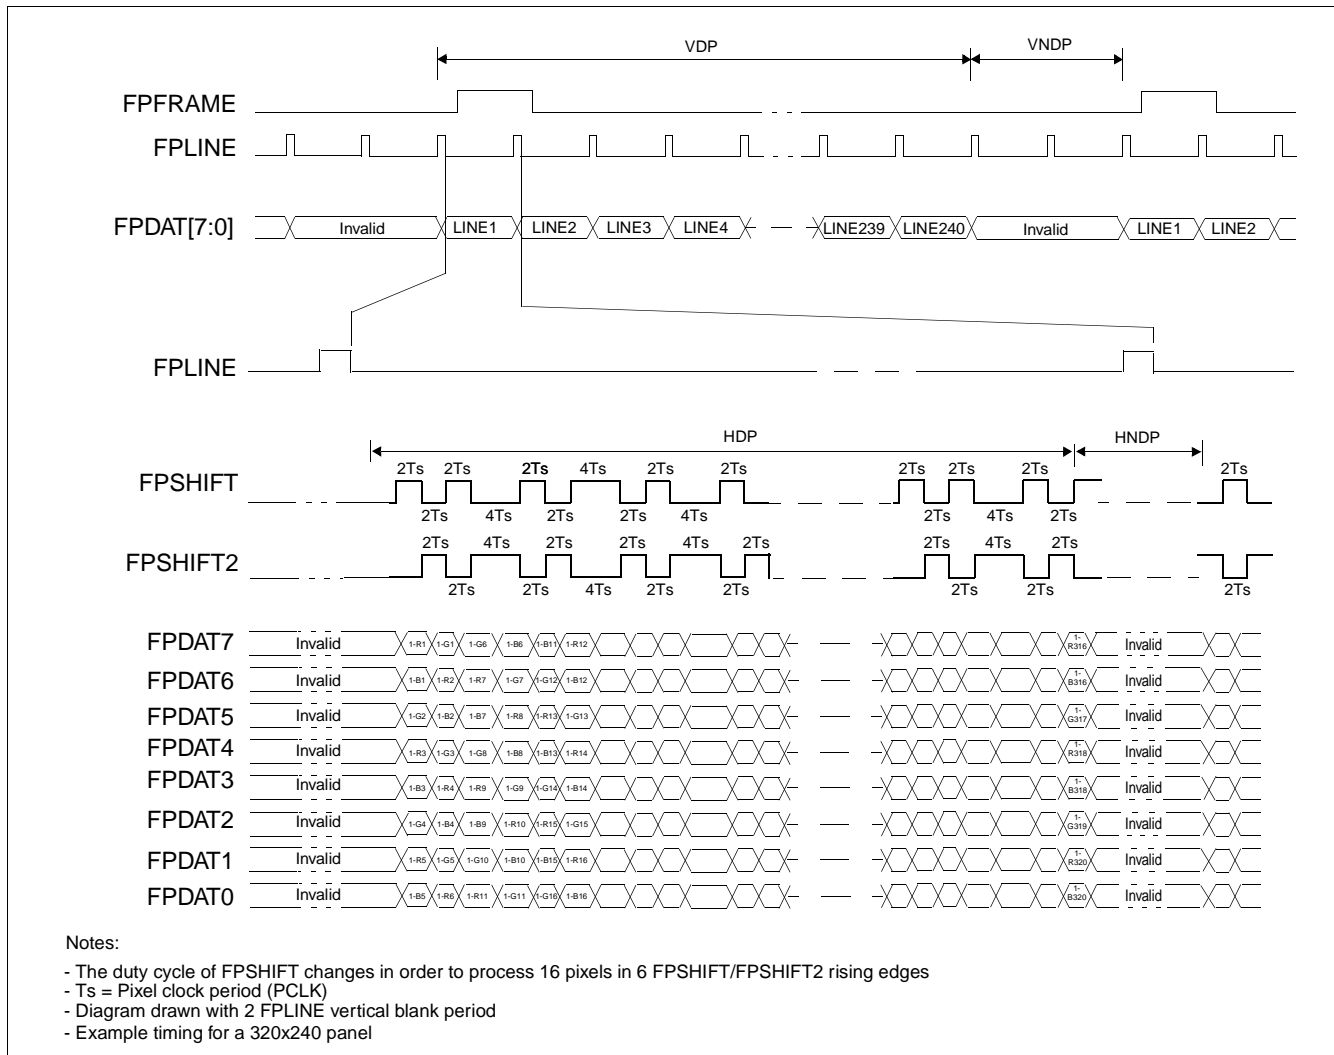 VDP VNDP
FPFRAME
FPLINE
FPDAT[7:0] Invalid LINE1 LINE2 LINE3 LINE4 LINE239 LINE240 Invalid LINE1 LINE2
FPLINE
HDP HNDP
2Ts 2Ts 2Ts 4Ts 2Ts 2Ts 2Ts 2Ts 2Ts 2Ts
FPSHIFT
2Ts 4Ts 2Ts 2Ts 4Ts 2Ts 4Ts 2Ts
2Ts 4Ts 2Ts 2Ts 4Ts 2Ts 2Ts 4Ts 2Ts
FPSHIFT2
2Ts 2Ts 4Ts 2Ts 2Ts 2Ts 2Ts 2Ts
FPDAT7 Invalid 1-R1 1-G1 1-G6 1-B6 1-B11 1-R12 1-R316 Invalid
FPDAT6 Invalid 1-B1 1-R2 1-R7 1-G7 1-G12 1-B12 1-B316 Invalid
FPDAT5 Invalid 1-G2 1-B2 1-B7 1-R8 1-R13 1-G13 1-G317 Invalid
FPDAT4 Invalid 1-R3 1-G3 1-G8 1-B8 1-B13 1-R14 1-R318 Invalid
FPDAT3 Invalid 1-B3 1-R4 1-R9 1-G9 1-G14 1-B14 1-B318 Invalid
FPDAT2 Invalid 1-G4 1-B4 1-B9 1-R10 1-R15 1-G15 1-G319 Invalid
FPDAT1 Invalid 1-R5 1-G5 1-G10 1-B10 1-B15 1-R16 1-R320 Invalid
FPDAT0 Invalid 1-B5 1-R6 1-R11 1-G11 1-G16 1-B16 1-B320 Invalid
Notes:
- The duty cycle of FPSHIFT changes in order to process 16 pixels in 6 FPSHIFT/FPSHIFT2 rising edges
- Ts = Pixel clock period (PCLK)
- Diagram drawn with 2 FPLINE vertical blank period
- Example timing for a 320x240 panel